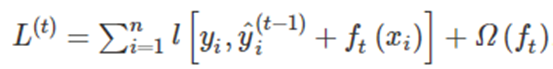 L^{(t)} = \sum_{i=1}^{n} l \left[ y_i, \hat{y}_i^{(t-1)} + f_t (x_i) \right] + \Omega (f_t)